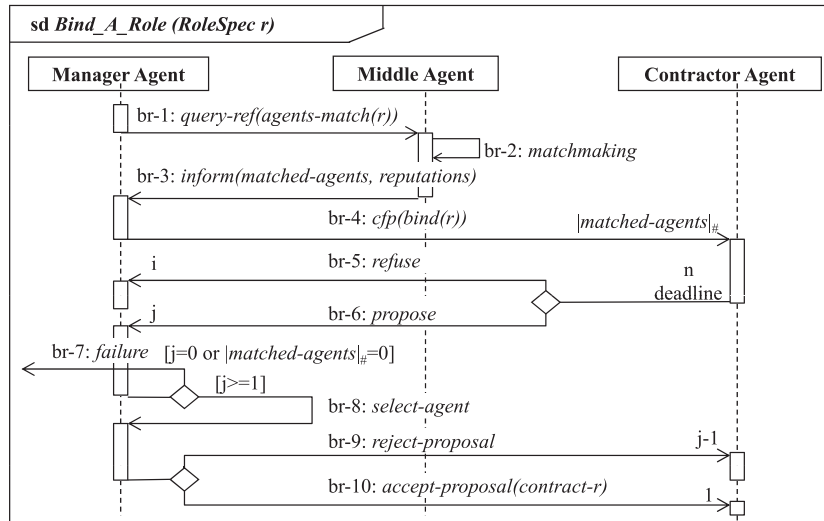 sd Bind_A_Role (RoleSpec r)
Manager Agent
Middle Agent
Contractor Agent
br-1: query-ref(agents-match(r))
br-2: matchmaking
br-3: inform(matched-agents, reputations)
br-4: cfp(bind(r))
|matched-agents|#
br-5: refuse
i
n
deadline
br-6: propose
j
br-7: failure
[j=0 or |matched-agents|#=0]
[j>=1]
br-8: select-agent
br-9: reject-proposal
j-1
br-10: accept-proposal(contract-r)
1